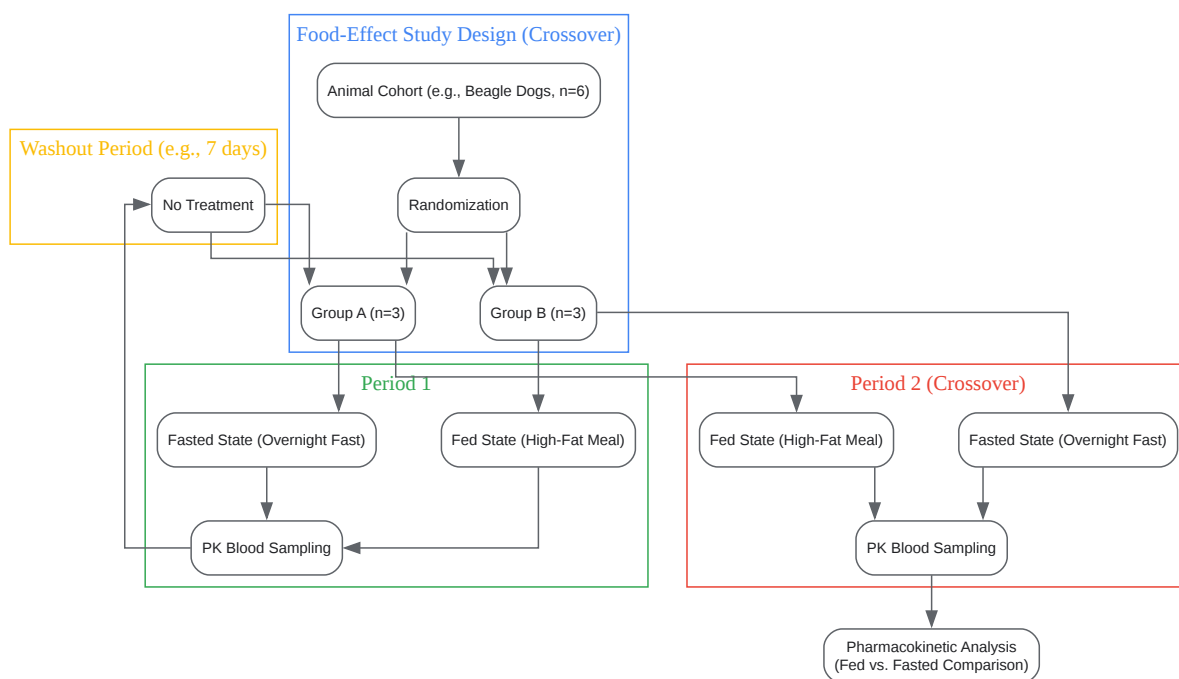 Food-Effect Study Design (Crossover)
Animal Cohort (e.g., Beagle Dogs, n=6)
Washout Period (e.g., 7 days)
No Treatment
Randomization
Group A (n=3)
Group B (n=3)
Period 1
Period 2 (Crossover)
Fasted State (Overnight Fast)
Fed State (High-Fat Meal)
Fed State (High-Fat Meal)
Fasted State (Overnight Fast)
PK Blood Sampling
PK Blood Sampling
Pharmacokinetic Analysis
(Fed vs. Fasted Comparison)